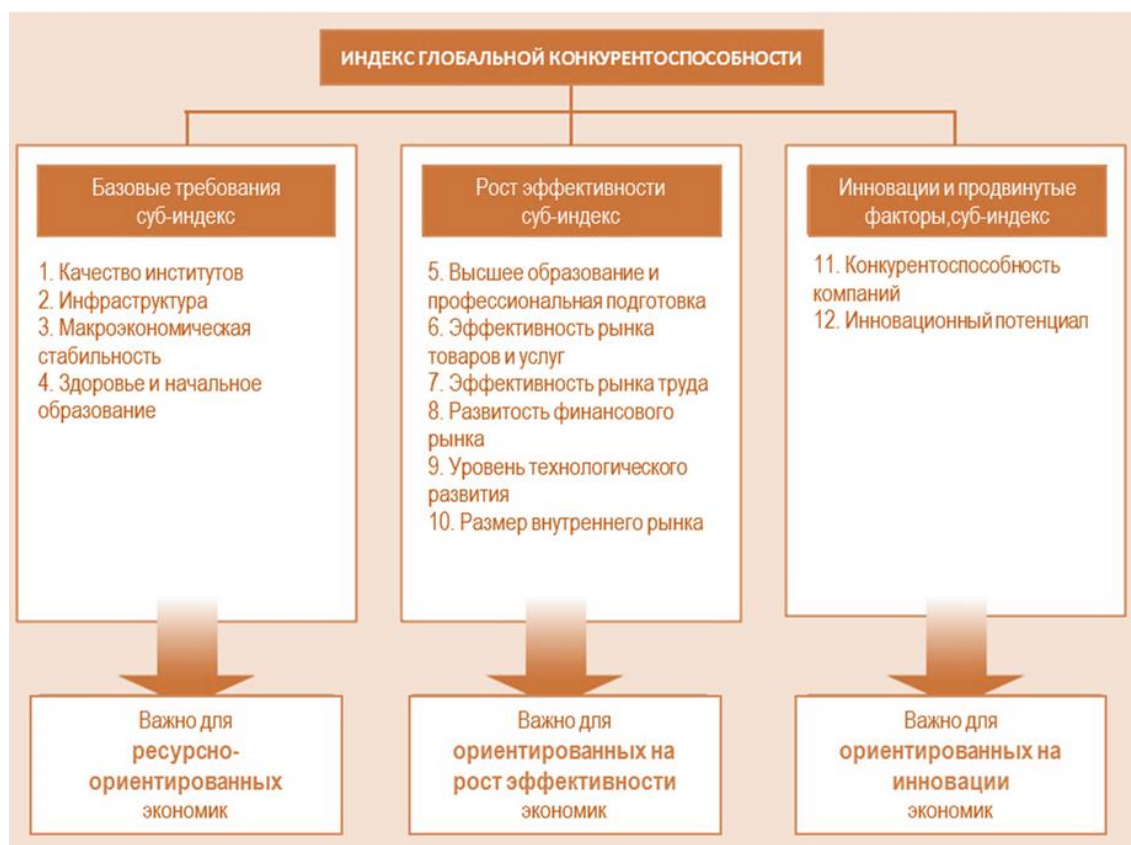 ИНДЕКС ГЛОБАЛЬНОЙ КОНКУРЕНТОСПОСОБНОСТИ
Базовые требования
суб-индекс
1. Качество институтов
2. Инфраструктура
3. Макроэкономическая
стабильность
4. Здоровье и начальное
образование
Важно для
ресурсно-
ориентированных
экономик
Рост эффективности
суб-индекс
5. Высшее образование и
профессиональная подготовка
6. Эффективность рынка
товаров и услуг
7. Эффективность рынка труда
8. Развитость финансового
рынка
9. Уровень технологического
развития
10. Размер внутреннего рынка
Важно для
ориентированных на
рост эффективности
экономик
Инновации и продвинутые
факторы,суб-индекс
11. Конкурентоспособность
компаний
12. Инновационный потенциал
Важно для
ориентированных на
инновации
экономик